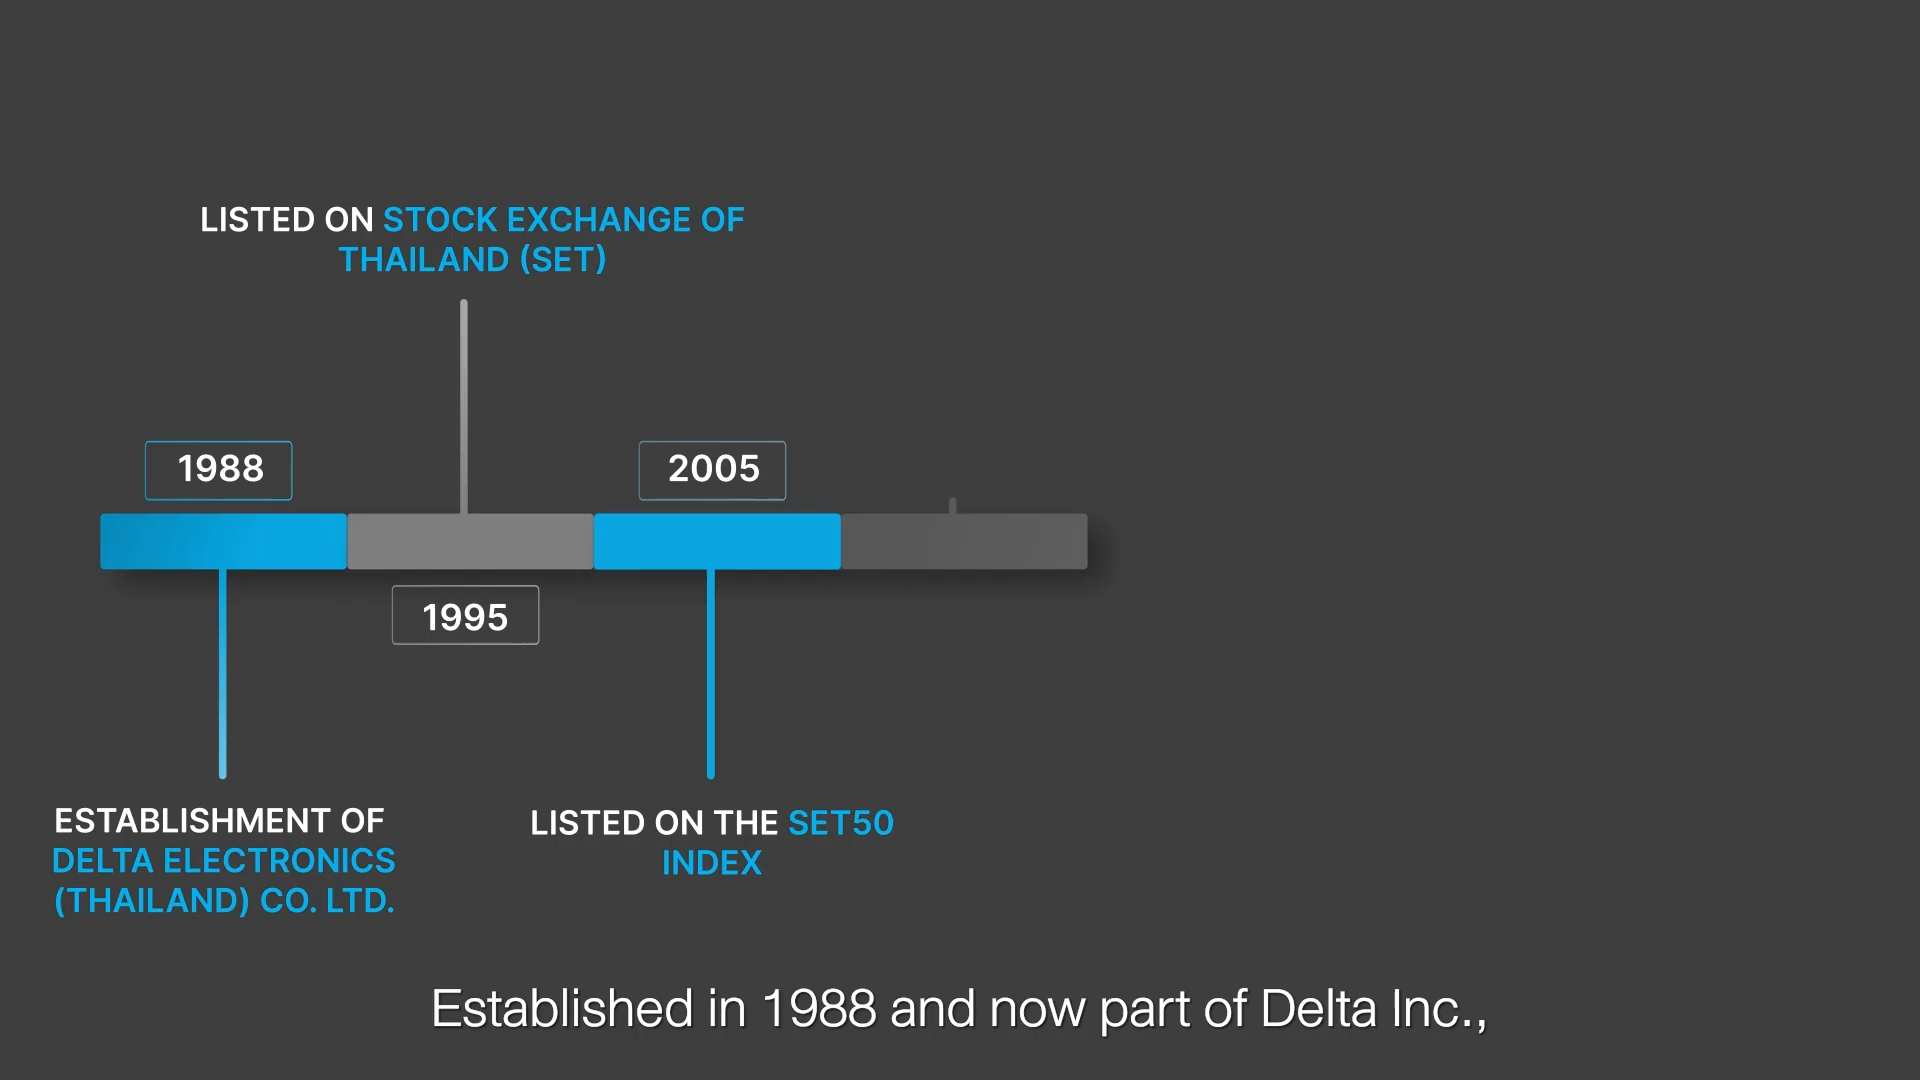 LISTED ON STOCK EXCHANGE OF
THAILAND (SET)
1988
2005
1995
ESTABLISHMENT OF
DELTA ELECTRONICS
(THAILAND) CO. LTD.
LISTED ON THE SET50
INDEX
Established in 1988 and now part of Delta Inc.,